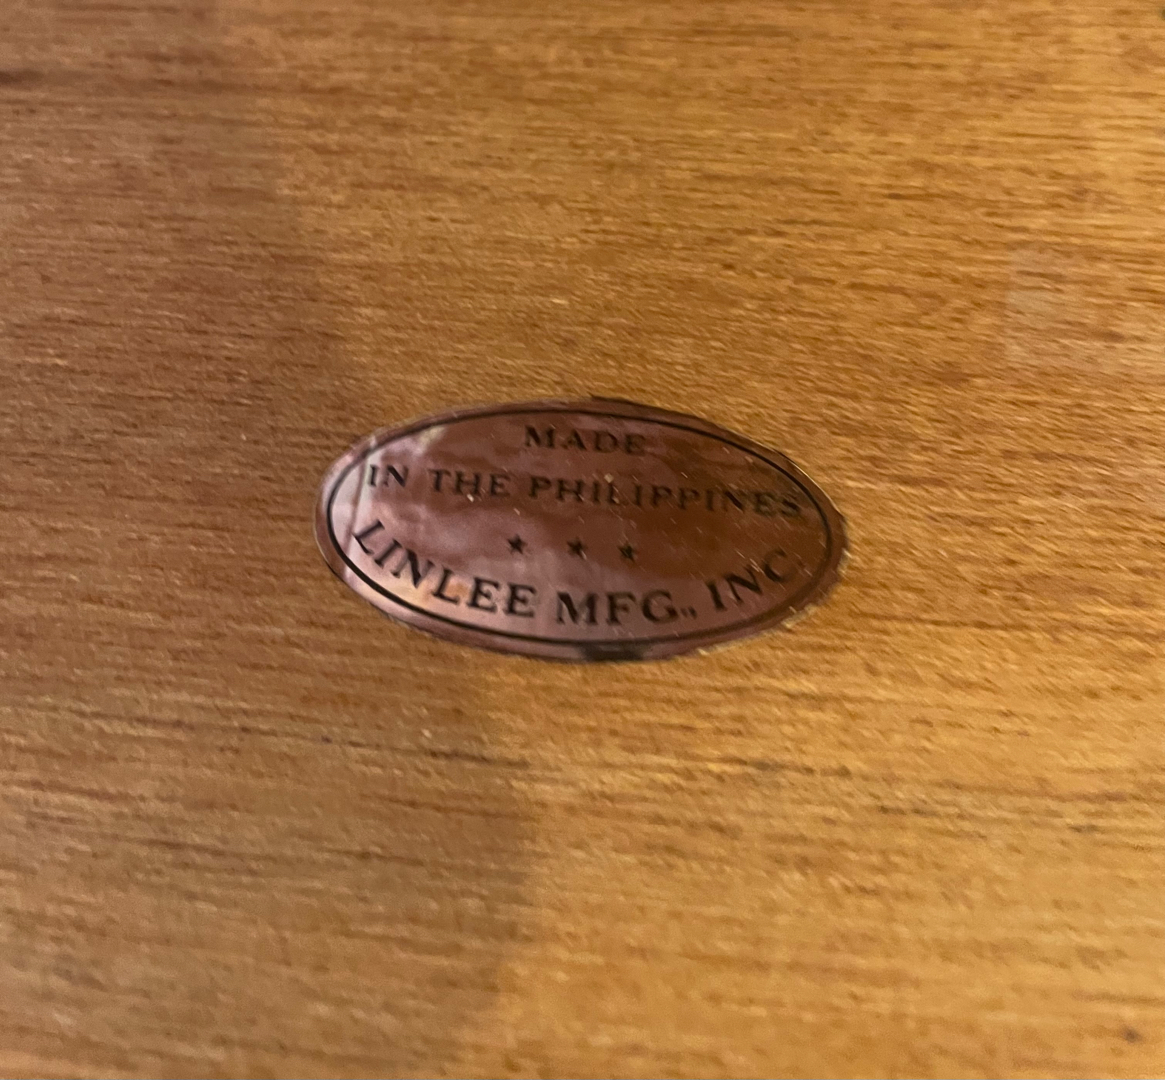 MADE
IN THE PHILIPPINES
★ ★ ★
LINLEE MFG., INC.